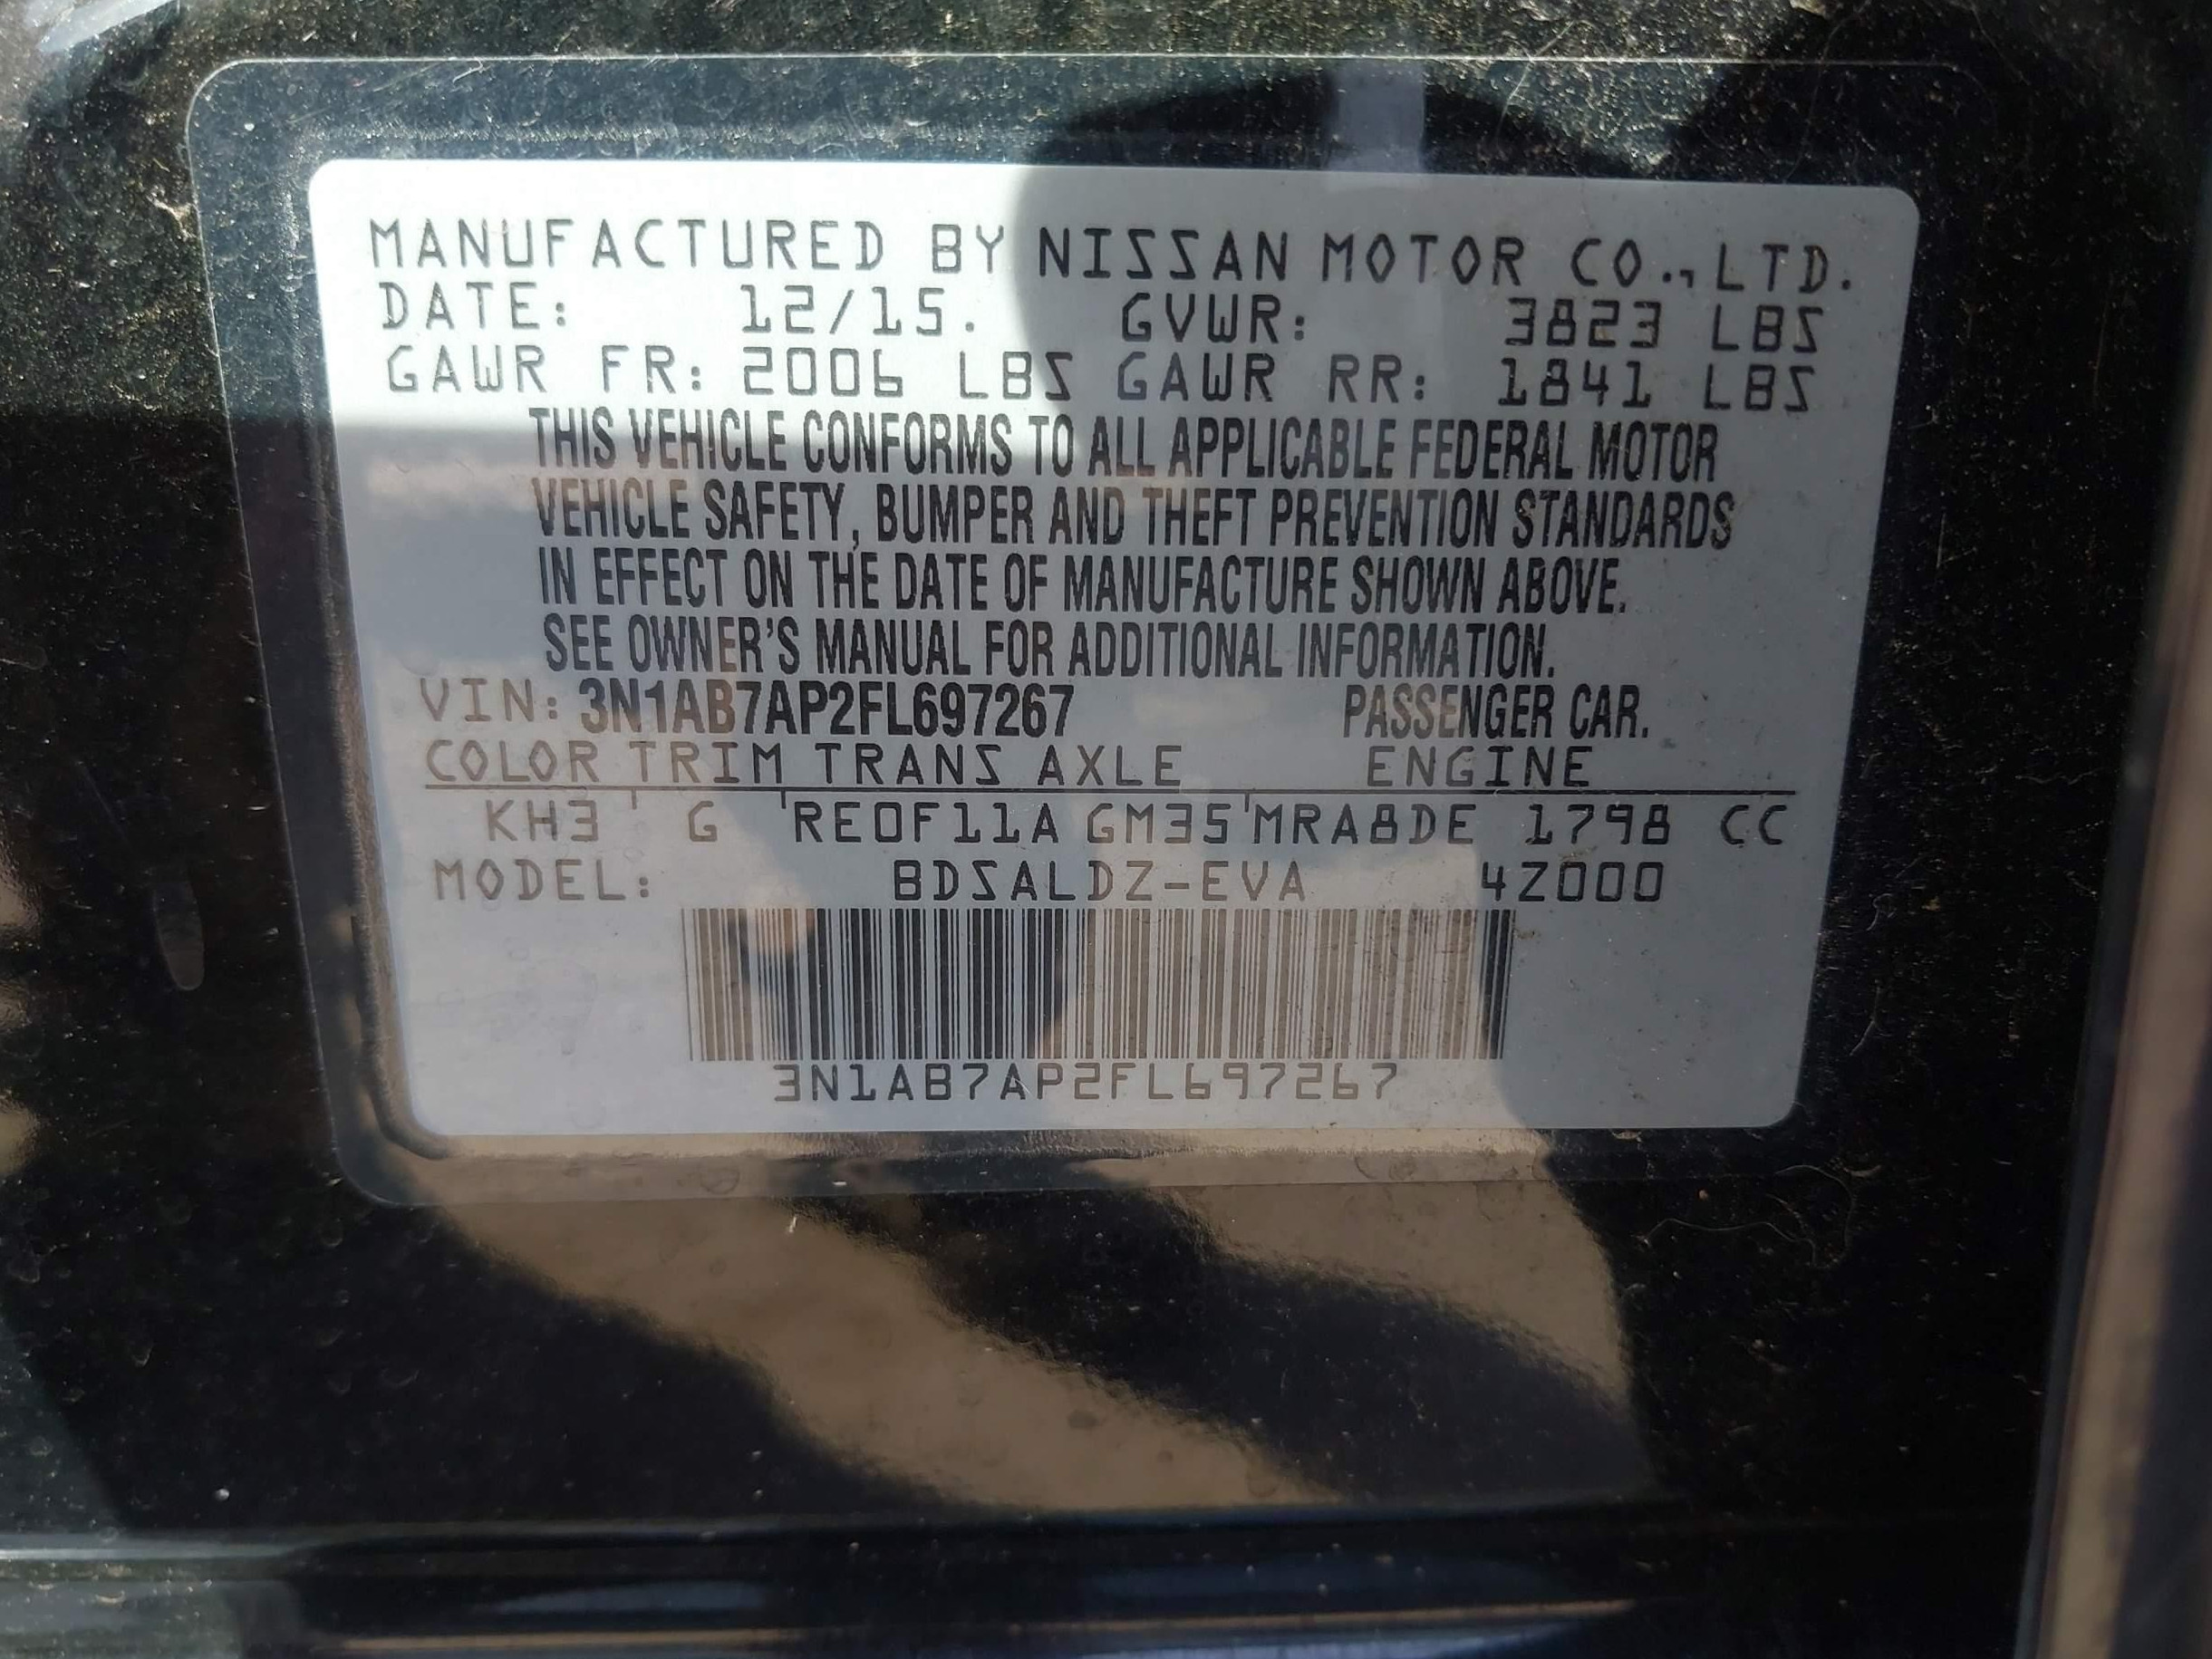 MANUFACTURED BY NISSAN MOTOR CO., LTD.
DATE: 12/15. GVWR: 3823 LBS
GAWR FR: 2006 LBS GAWR RR: 1841 LBS
THIS VEHICLE CONFORMS TO ALL APPLICABLE FEDERAL MOTOR
VEHICLE SAFETY, BUMPER AND THEFT PREVENTION STANDARDS
IN EFFECT ON THE DATE OF MANUFACTURE SHOWN ABOVE.
SEE OWNER'S MANUAL FOR ADDITIONAL INFORMATION.
VIN: 3N1AB7AP2FL697267 PASSENGER CAR.
COLOR TRIM TRANS AXLE ENGINE
KH3 G RE0F11A GM35 MRA8DE 1798 CC
MODEL: BDSALDZ-EVA 4Z000
3N1AB7AP2FL697267